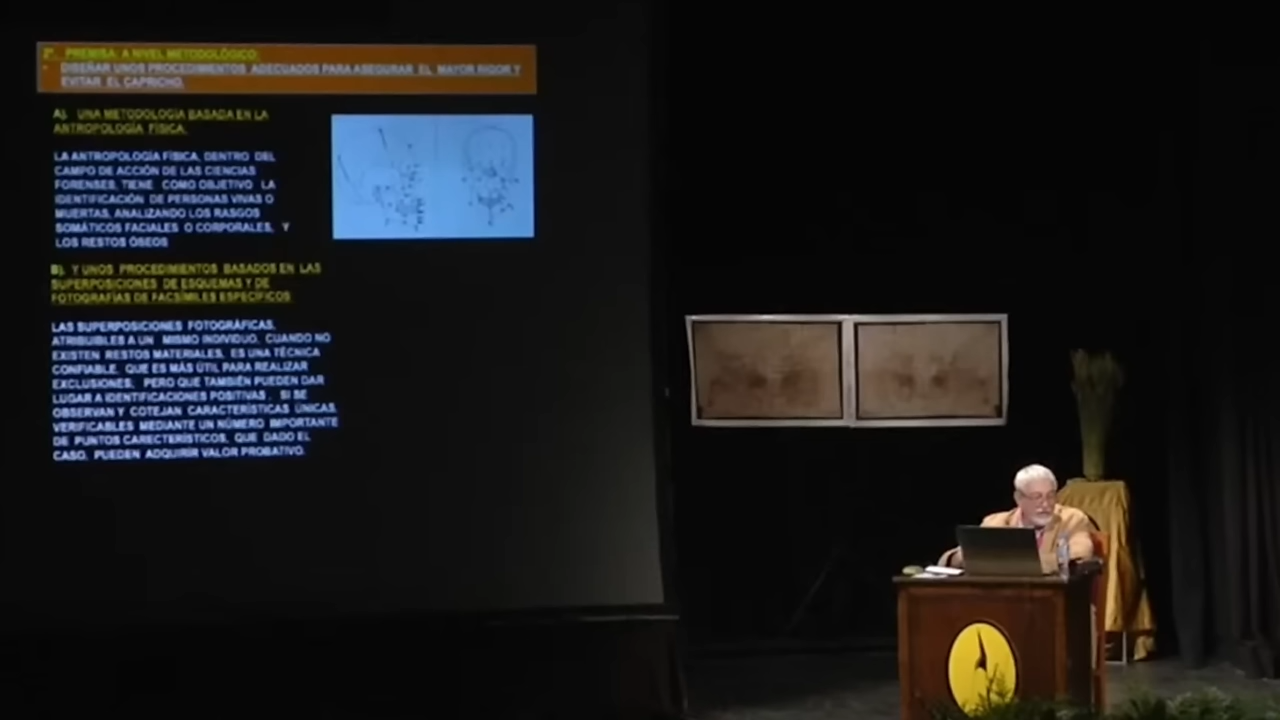 2ª. PREMISA: A NIVEL METODOLÓGICO:
• DISEÑAR UNOS PROCEDIMIENTOS ADECUADOS PARA ASEGURAR EL MAYOR RIGOR Y
EVITAR EL CAPRICHO.
A). UNA METODOLOGÍA BASADA EN LA
ANTROPOLOGÍA FÍSICA.
LA ANTROPOLOGÍA FÍSICA, DENTRO DEL
CAMPO DE ACCIÓN DE LAS CIENCIAS
FORENSES, TIENE COMO OBJETIVO LA
IDENTIFICACIÓN DE PERSONAS VIVAS O
MUERTAS, ANALIZANDO LOS RASGOS
SOMÁTICOS FACIALES O CORPORALES, Y
LOS RESTOS ÓSEOS
B). Y UNOS PROCEDIMIENTOS BASADOS EN LAS
SUPERPOSICIONES DE ESQUEMAS Y DE
FOTOGRAFÍAS DE FACSÍMILES ESPECÍFICOS
LAS SUPERPOSICIONES FOTOGRÁFICAS,
ATRIBUIBLES A UN MISMO INDIVIDUO, CUANDO NO
EXISTEN RESTOS MATERIALES, ES UNA TÉCNICA
CONFIABLE, QUE ES MÁS ÚTIL PARA REALIZAR
EXCLUSIONES, PERO QUE TAMBIÉN PUEDEN DAR
LUGAR A IDENTIFICACIONES POSITIVAS, SI SE
OBSERVAN Y COTEJAN CARACTERÍSTICAS ÚNICAS,
VERIFICABLES MEDIANTE UN NÚMERO IMPORTANTE
DE PUNTOS CARECTERÍSTICOS, QUE DADO EL
CASO, PUEDEN ADQUIRIR VALOR PROBATIVO.